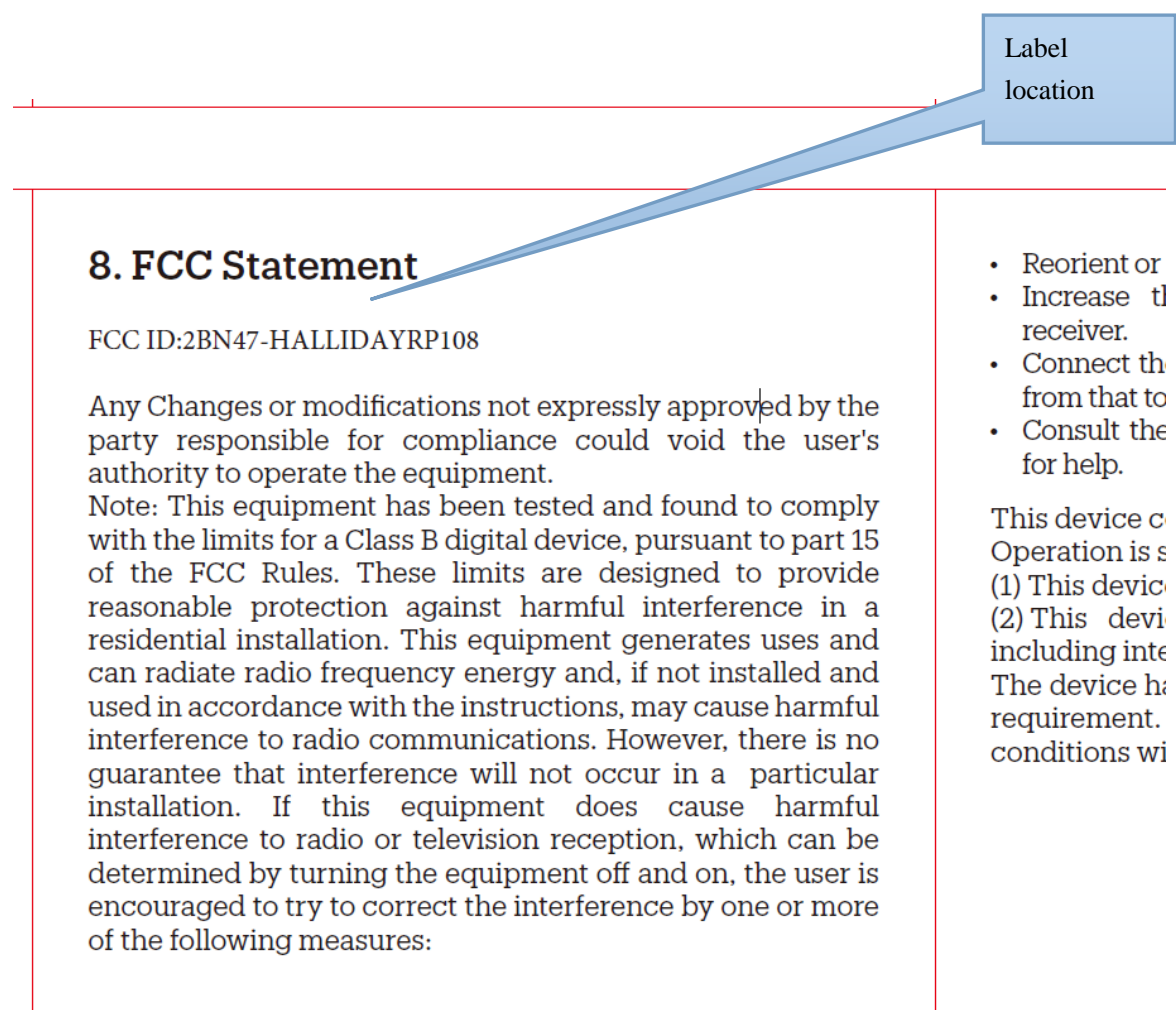 Label
location
8. FCC Statement
FCC ID:2BN47-HALLIDAYRP108
Any Changes or modifications not expressly approved by the
party responsible for compliance could void the user's
authority to operate the equipment.
Note: This equipment has been tested and found to comply
with the limits for a Class B digital device, pursuant to part 15
of the FCC Rules. These limits are designed to provide
reasonable protection against harmful interference in a
residential installation. This equipment generates uses and
can radiate radio frequency energy and, if not installed and
used in accordance with the instructions, may cause harmful
interference to radio communications. However, there is no
guarantee that interference will not occur in a particular
installation. If this equipment does cause harmful
interference to radio or television reception, which can be
determined by turning the equipment off and on, the user is
encouraged to try to correct the interference by one or more
of the following measures:
• Reorient or
• Increase
receiver.
• Connect
from that
• Consult the
for help.
This device
Operation is
(1) This device
(2) This
including
The device
requirement.
conditions